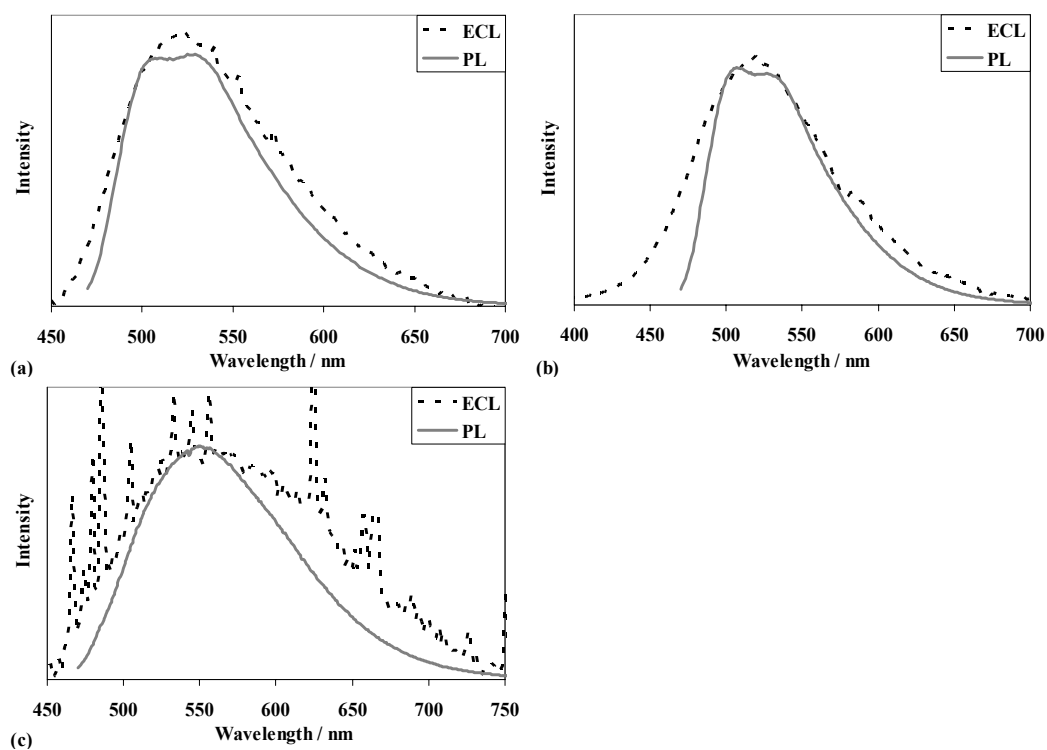 ECL
PL
Intensity
450 500 550 600 650 700
Wavelength / nm
(a)
ECL
PL
Intensity
400 450 500 550 600 650 700
Wavelength / nm
(b)
ECL
PL
Intensity
450 500 550 600 650 700 750
Wavelength / nm
(c)